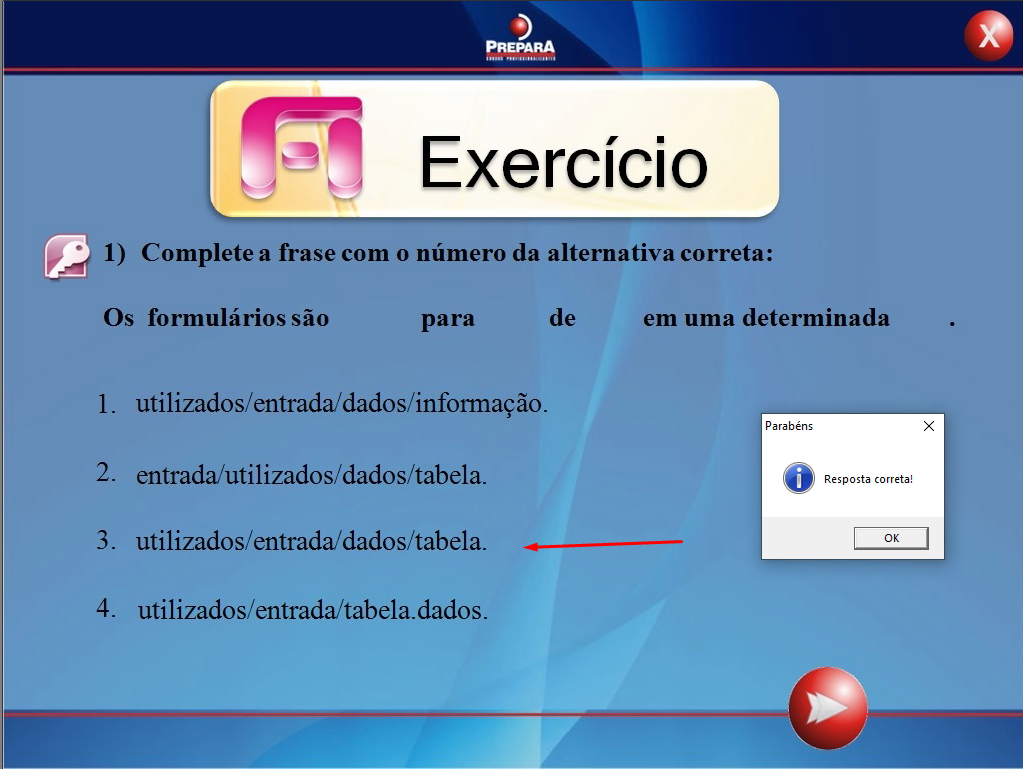 PREPARA
CURSOS PROFISSIONALIZANTES
X
Exercício
1) Complete a frase com o número da alternativa correta:
Os formulários são para de em uma determinada .
1. utilizados/entrada/dados/informação.
2. entrada/utilizados/dados/tabela.
3. utilizados/entrada/dados/tabela.
4. utilizados/entrada/tabela.dados.
Parabéns
Resposta correta!
OK